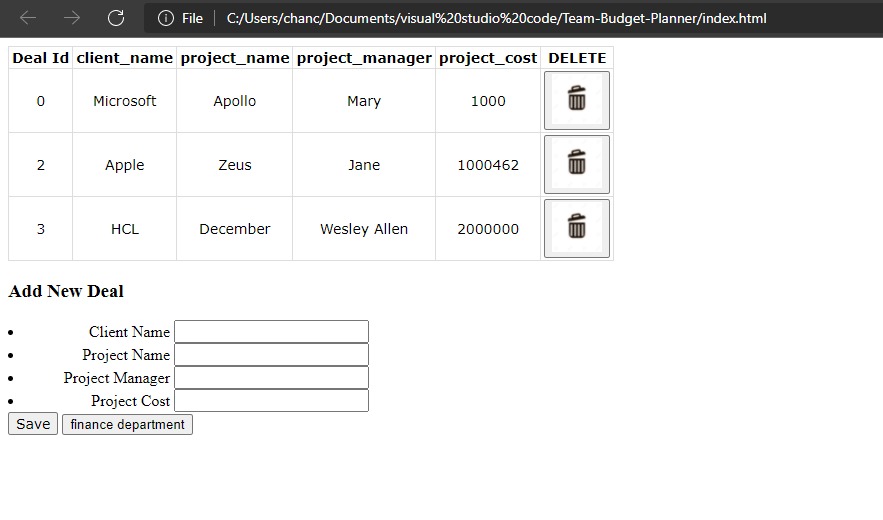 File C:/Users/chanc/Documents/visual%20studio%20code/Team-Budget-Planner/index.html
Deal Id client_name project_name project_manager project_cost DELETE
0 Microsoft Apollo Mary 1000
2 Apple Zeus Jane 1000462
3 HCL December Wesley Allen 2000000
Add New Deal
Client Name
Project Name
Project Manager
Project Cost
Save finance department